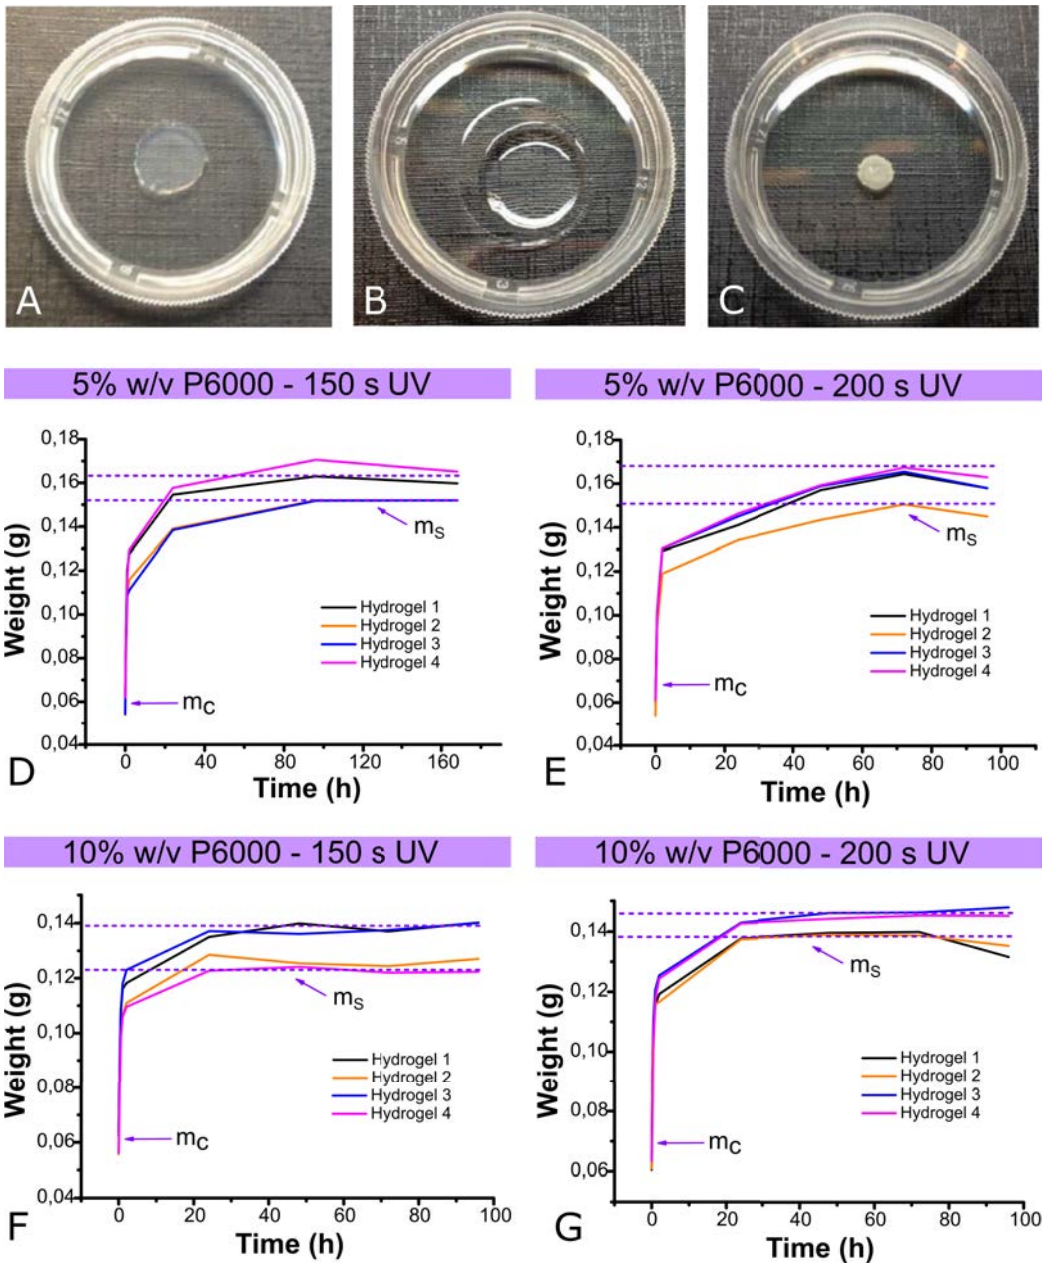 A
B
C
5% w/v P6000 - 150 s UV
5% w/v P6000 - 200 s UV
0,18
0,16
0,14
0,12
0,10
0,08
0,06
0,04
Weight (g)
mS
Hydrogel 1
Hydrogel 2
Hydrogel 3
Hydrogel 4
mC
0 40 80 120 160
Time (h)
D
0,18
0,16
0,14
0,12
0,10
0,08
0,06
0,04
Weight (g)
mS
Hydrogel 1
Hydrogel 2
Hydrogel 3
Hydrogel 4
mC
0 20 40 60 80 100
Time (h)
E
10% w/v P6000 - 150 s UV
10% w/v P6000 - 200 s UV
0,14
0,12
0,10
0,08
0,06
0,04
Weight (g)
mS
Hydrogel 1
Hydrogel 2
Hydrogel 3
Hydrogel 4
mC
0 20 40 60 80 100
Time (h)
F
0,14
0,12
0,10
0,08
0,06
Weight (g)
mS
Hydrogel 1
Hydrogel 2
Hydrogel 3
Hydrogel 4
mC
0 20 40 60 80 100
Time (h)
G